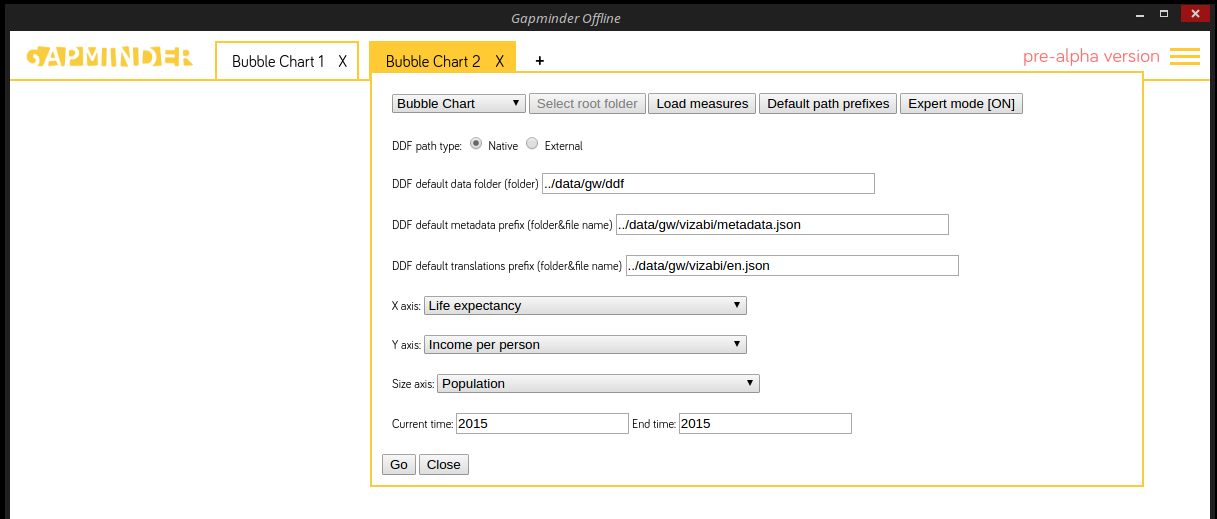 Gapminder Offline
GAPMINDER Bubble Chart 1 X Bubble Chart 2 X + pre-alpha version
Bubble Chart Select root folder Load measures Default path prefixes Expert mode [ON]
DDF path type: Native External
DDF default data folder (folder) ../data/gw/ddf
DDF default metadata prefix (folder&file name) ../data/gw/vizabi/metadata.json
DDF default translations prefix (folder&file name) ../data/gw/vizabi/en.json
X axis: Life expectancy
Y axis: Income per person
Size axis: Population
Current time: 2015 End time: 2015
Go Close